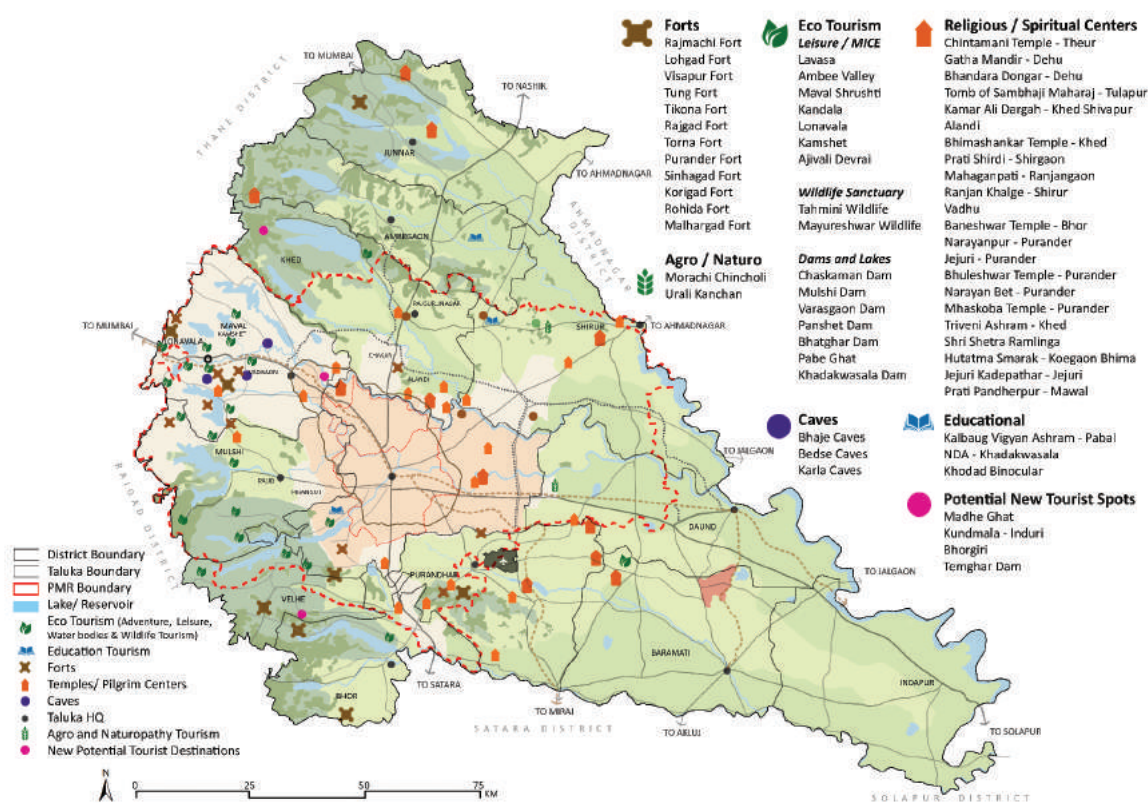 Forts
Rajmachi Fort
Lohgad Fort
Visapur Fort
Tung Fort
Tikona Fort
Rajgad Fort
Torna Fort
Purander Fort
Sinhagad Fort
Korigad Fort
Rohida Fort
Malhargad Fort
Agro / Naturo
Morachi Chincholi
Urali Kanchan
Eco Tourism
Leisure / MICE
Lavasa
Ambee Valley
Maval Shrushti
Kandala
Lonavala
Kamshet
Ajivali Devrai
Wildlife Sanctuary
Tahmini Wildlife
Mayureshwar Wildlife
Dams and Lakes
Chaskaman Dam
Mulshi Dam
Varasgaon Dam
Panshet Dam
Bhatghar Dam
Pabe Ghat
Khadakwasala Dam
Caves
Bhaje Caves
Bedse Caves
Karla Caves
Religious / Spiritual Centers
Chintamani Temple - Theur
Gatha Mandir - Dehu
Bhandara Dongar - Dehu
Tomb of Sambhaji Maharaj - Tulapur
Kamar Ali Dargah - Khed Shivapur
Alandi
Bhimashankar Temple - Khed
Prati Shirdi - Shirgaon
Mahaganpati - Ranjangaon
Ranjan Khalge - Shirur
Vadhu
Baneshwar Temple - Bhor
Narayanpur - Purander
Jejuri - Purander
Bhuleshwar Temple - Purander
Narayan Bet - Purander
Mhaskoba Temple - Purander
Triveni Ashram - Khed
Shri Shetra Ramlinga
Hutatma Smarak - Koegaon Bhima
Jejuri Kadepathar - Jejuri
Prati Pandherpur - Mawal
Educational
Kalbaug Vigyan Ashram - Pabal
NDA - Khadakwasala
Khodad Binocular
Potential New Tourist Spots
Madhe Ghat
Kundmala - Induri
Bhorgiri
Temghar Dam
TO MUMBAI
TO NASHIK
THANE DISTRICT
JUNNAR
TO AHMADNAGAR
AHMADNAGAR
DISTRICT
AMBEGAON
KHED
RAJGURUNAGAR
SHIRUR
TO AHMADNAGAR
TO MUMBAI
MAVAL
KAMSHET
CHAKAN
ALANDI
MULSHI
PAUD
TO JALGAON
RAIGAD DISTRICT
DAUND
PURANDHAR
TO JALGAON
VELHE
BARAMATI
INDAPUR
BHOR
TO SATARA
TO MIRAJ
SATARA DISTRICT
TO SOLAPUR
SOLAPUR DISTRICT
District Boundary
Taluka Boundary
PMR Boundary
Lake/ Reservoir
Eco Tourism (Adventure, Leisure,
Water bodies & Wildlife Tourism)
Education Tourism
Forts
Temples/ Pilgrim Centers
Caves
Taluka HQ
Agro and Naturopathy Tourism
New Potential Tourist Destinations
N
0 25 50 75
KM